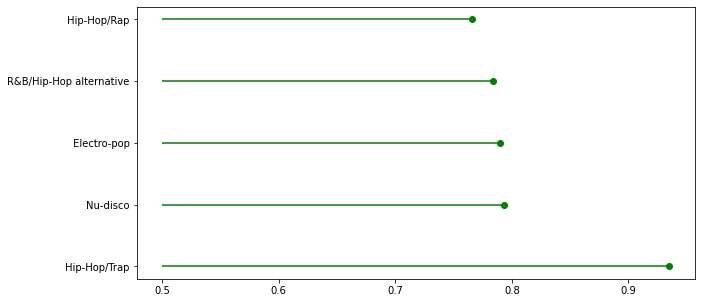 Hip-Hop/Rap
R&B/Hip-Hop alternative
Electro-pop
Nu-disco
Hip-Hop/Trap
0.5 0.6 0.7 0.8 0.9